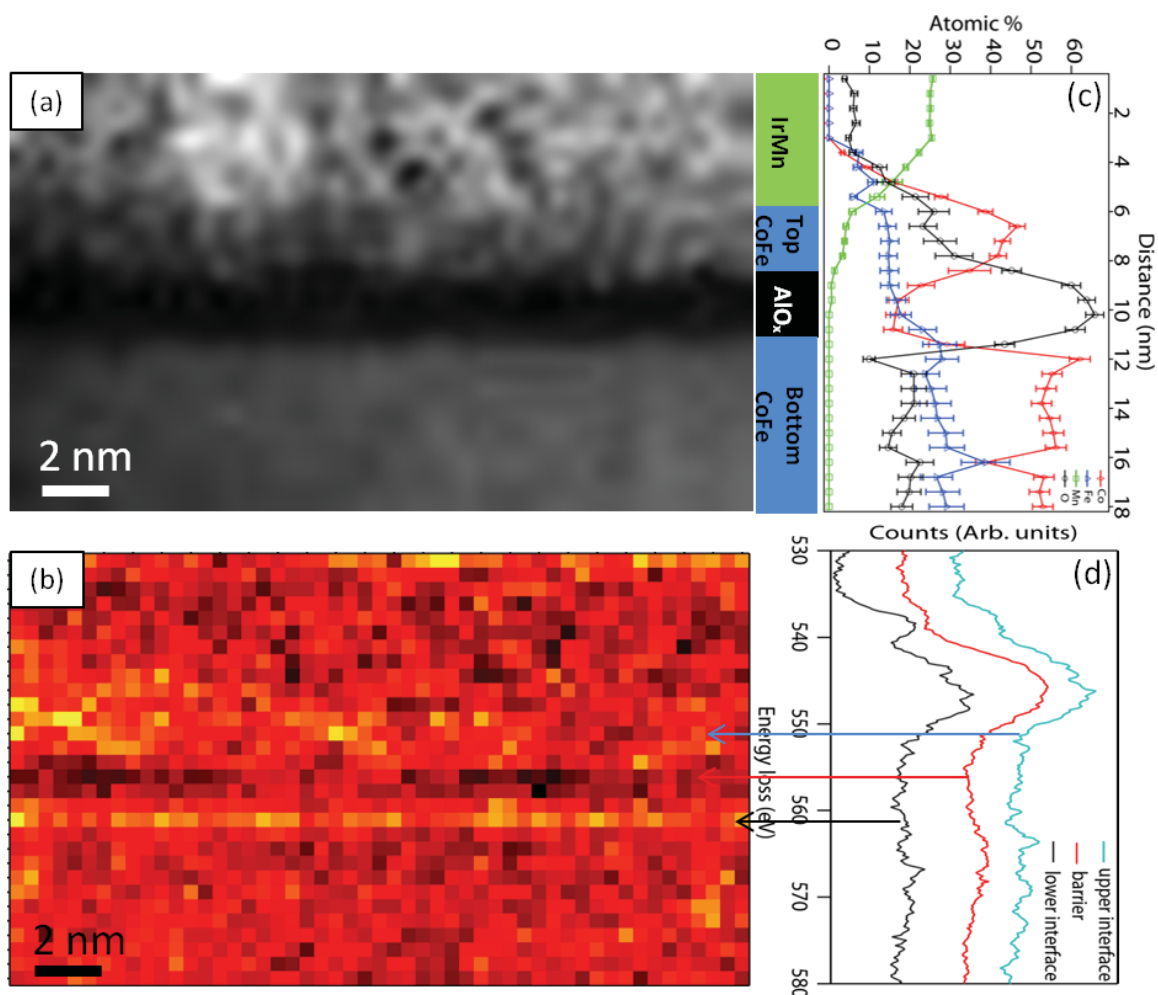 (a)
2 nm
IrMn
Top
CoFe
AlOx
Bottom
CoFe
(c)
Atomic %
0
10
20
30
40
50
60
Distance (nm)
2
4
6
8
10
12
14
16
18
Co
Fe
Mn
O
(b)
2 nm
(d)
Counts (Arb. units)
Energy loss (eV)
530
540
550
560
570
580
upper interface
barrier
lower interface